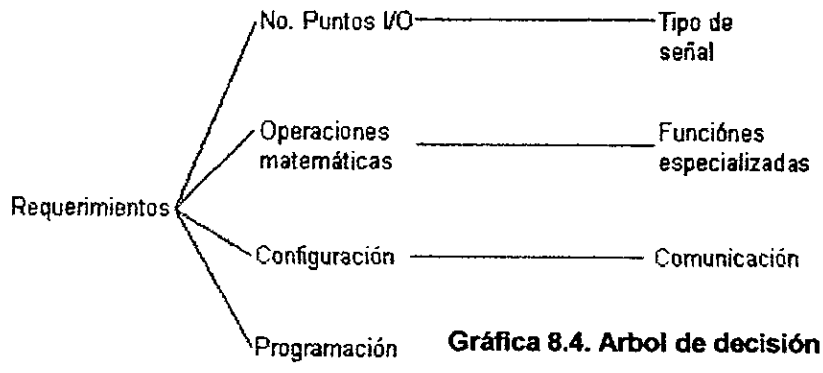 No. Puntos I/O
Tipo de
señal
Operaciones
matemáticas
Funciónes
especializadas
Requerimientos
Configuración
Comunicación
Programación
Gráfica 8.4. Arbol de decisión